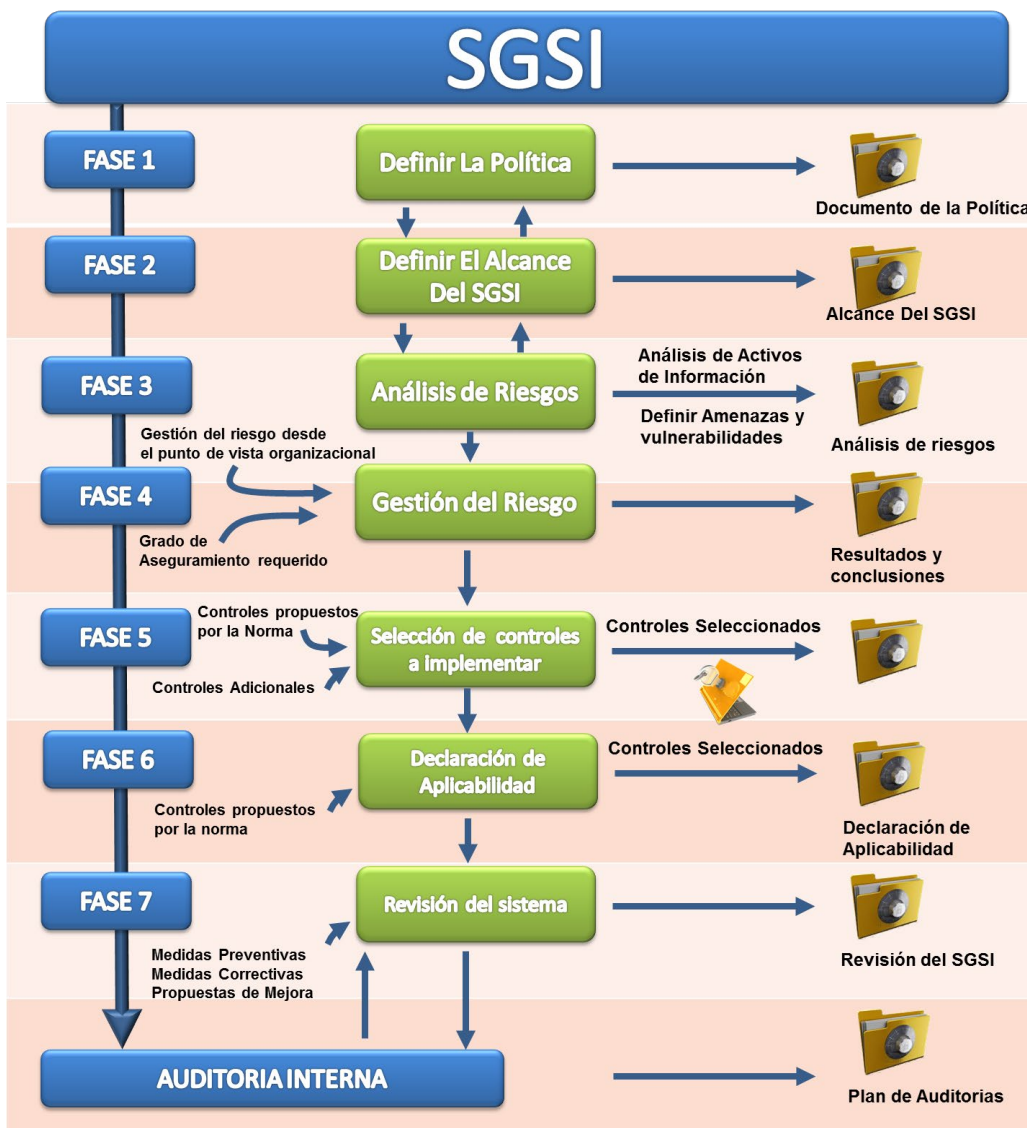 SGSI
FASE 1
Definir La Política
Documento de la Política
FASE 2
Definir El Alcance
Del SGSI
Alcance Del SGSI
FASE 3
Análisis de Riesgos
Análisis de Activos
de Información
Definir Amenazas y
vulnerabilidades
Análisis de riesgos
Gestión del riesgo desde
el punto de vista organizacional
FASE 4
Gestión del Riesgo
Grado de
Aseguramiento requerido
Resultados y
conclusiones
FASE 5
Controles propuestos
por la Norma
Controles Adicionales
Selección de controles
a implementar
Controles Seleccionados
FASE 6
Controles propuestos
por la norma
Declaración de
Aplicabilidad
Controles Seleccionados
Declaración de
Aplicabilidad
FASE 7
Revisión del sistema
Medidas Preventivas
Medidas Correctivas
Propuestas de Mejora
Revisión del SGSI
AUDITORIA INTERNA
Plan de Auditorias